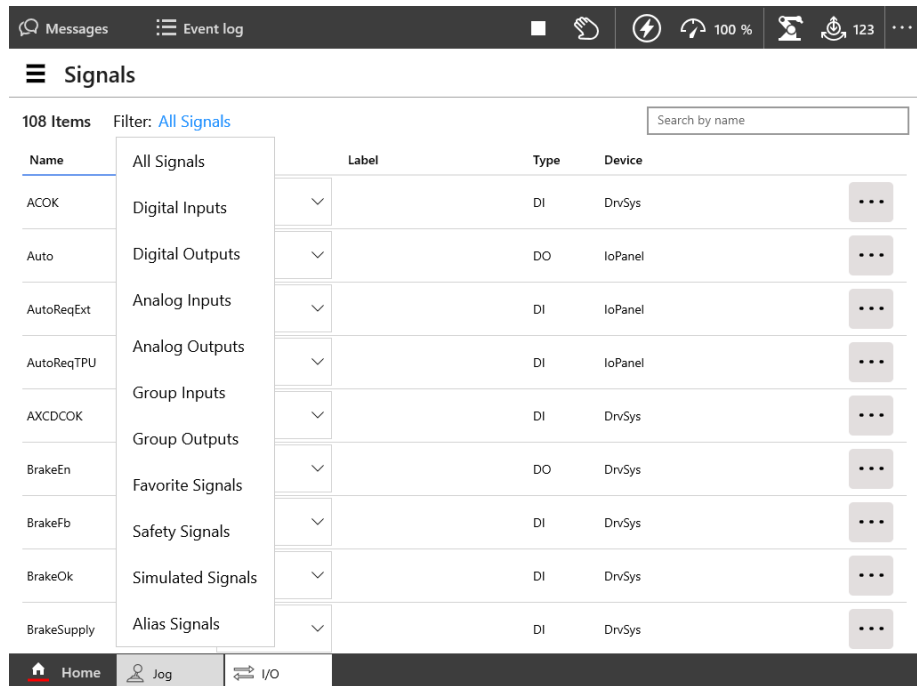 Messages Event log 100 % 123
Signals
108 Items Filter: All Signals Search by name
Name Label Type Device
All Signals
ACOK DI DrvSys
Digital Inputs
Auto Digital Outputs DO IoPanel
Analog Inputs
AutoReqExt DI IoPanel
Analog Outputs
AutoReqTPU DI IoPanel
Group Inputs
AXCDCOK DI DrvSys
Group Outputs
BrakeEn DO DrvSys
Favorite Signals
BrakeFb DI DrvSys
Safety Signals
BrakeOk Simulated Signals DI DrvSys
Alias Signals
BrakeSupply DI DrvSys
Home Jog I/O